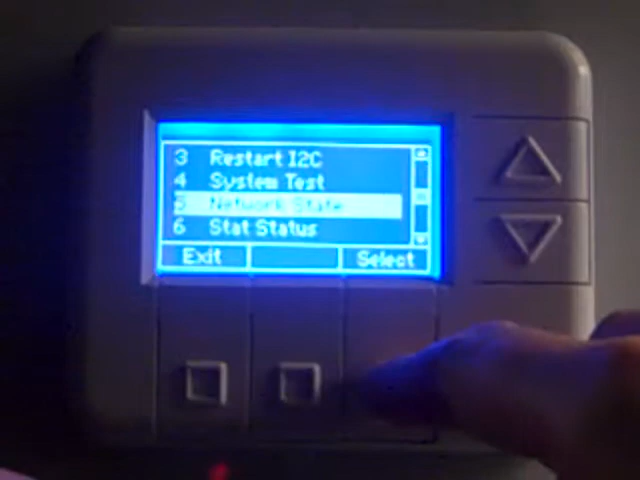 3 Restart I2C
4 System Test
5 Network State
6 Stat Status
Exit Select